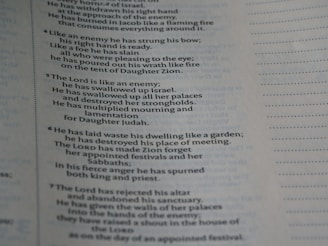 every horn of Israel.
He has withdrawn his right hand
at the approach of the enemy.
He has burned in Jacob like a flaming fire
that consumes everything around it.
4 Like an enemy he has strung his bow;
his right hand is ready.
Like a foe he has slain
all who were pleasing to the eye;
he has poured out his wrath like fire
on the tent of Daughter Zion.
5 The Lord is like an enemy;
he has swallowed up Israel.
He has swallowed up all her palaces
and destroyed her strongholds.
He has multiplied mourning and
lamentation
for Daughter Judah.
6 He has laid waste his dwelling like a garden;
he has destroyed his place of meeting.
The LORD has made Zion forget
her appointed festivals and her
Sabbaths;
in his fierce anger he has spurned
both king and priest.
7 The Lord has rejected his altar
and abandoned his sanctuary.
He has given the walls of her palaces
into the hands of the enemy;
they have raised a shout in the house of
the LORD
as on the day of an appointed festival.